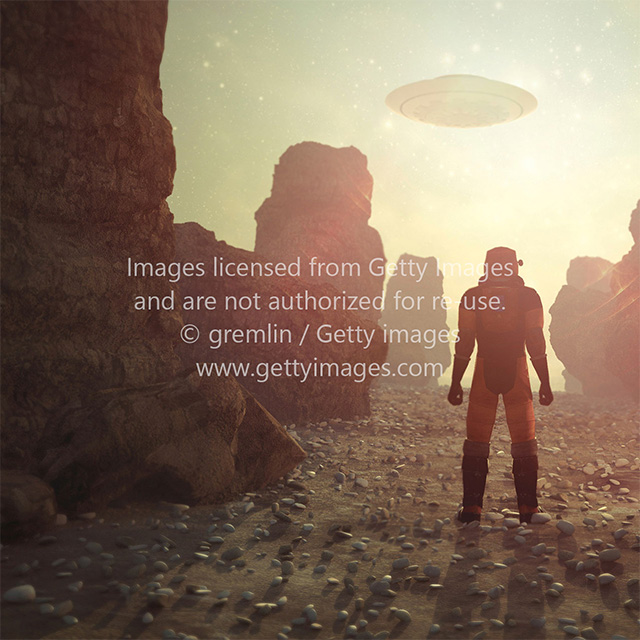 Images licensed from Getty Images
and are not authorized for re-use.
© gremlin / Getty images
www.gettyimages.com